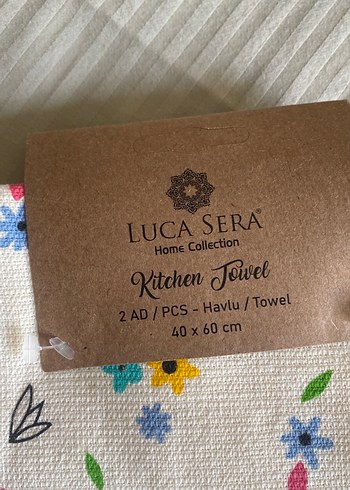 LUCA SERA®
Home Collection
Kitchen Towel
2 AD / PCS - Havlu / Towel
40 x 60 cm